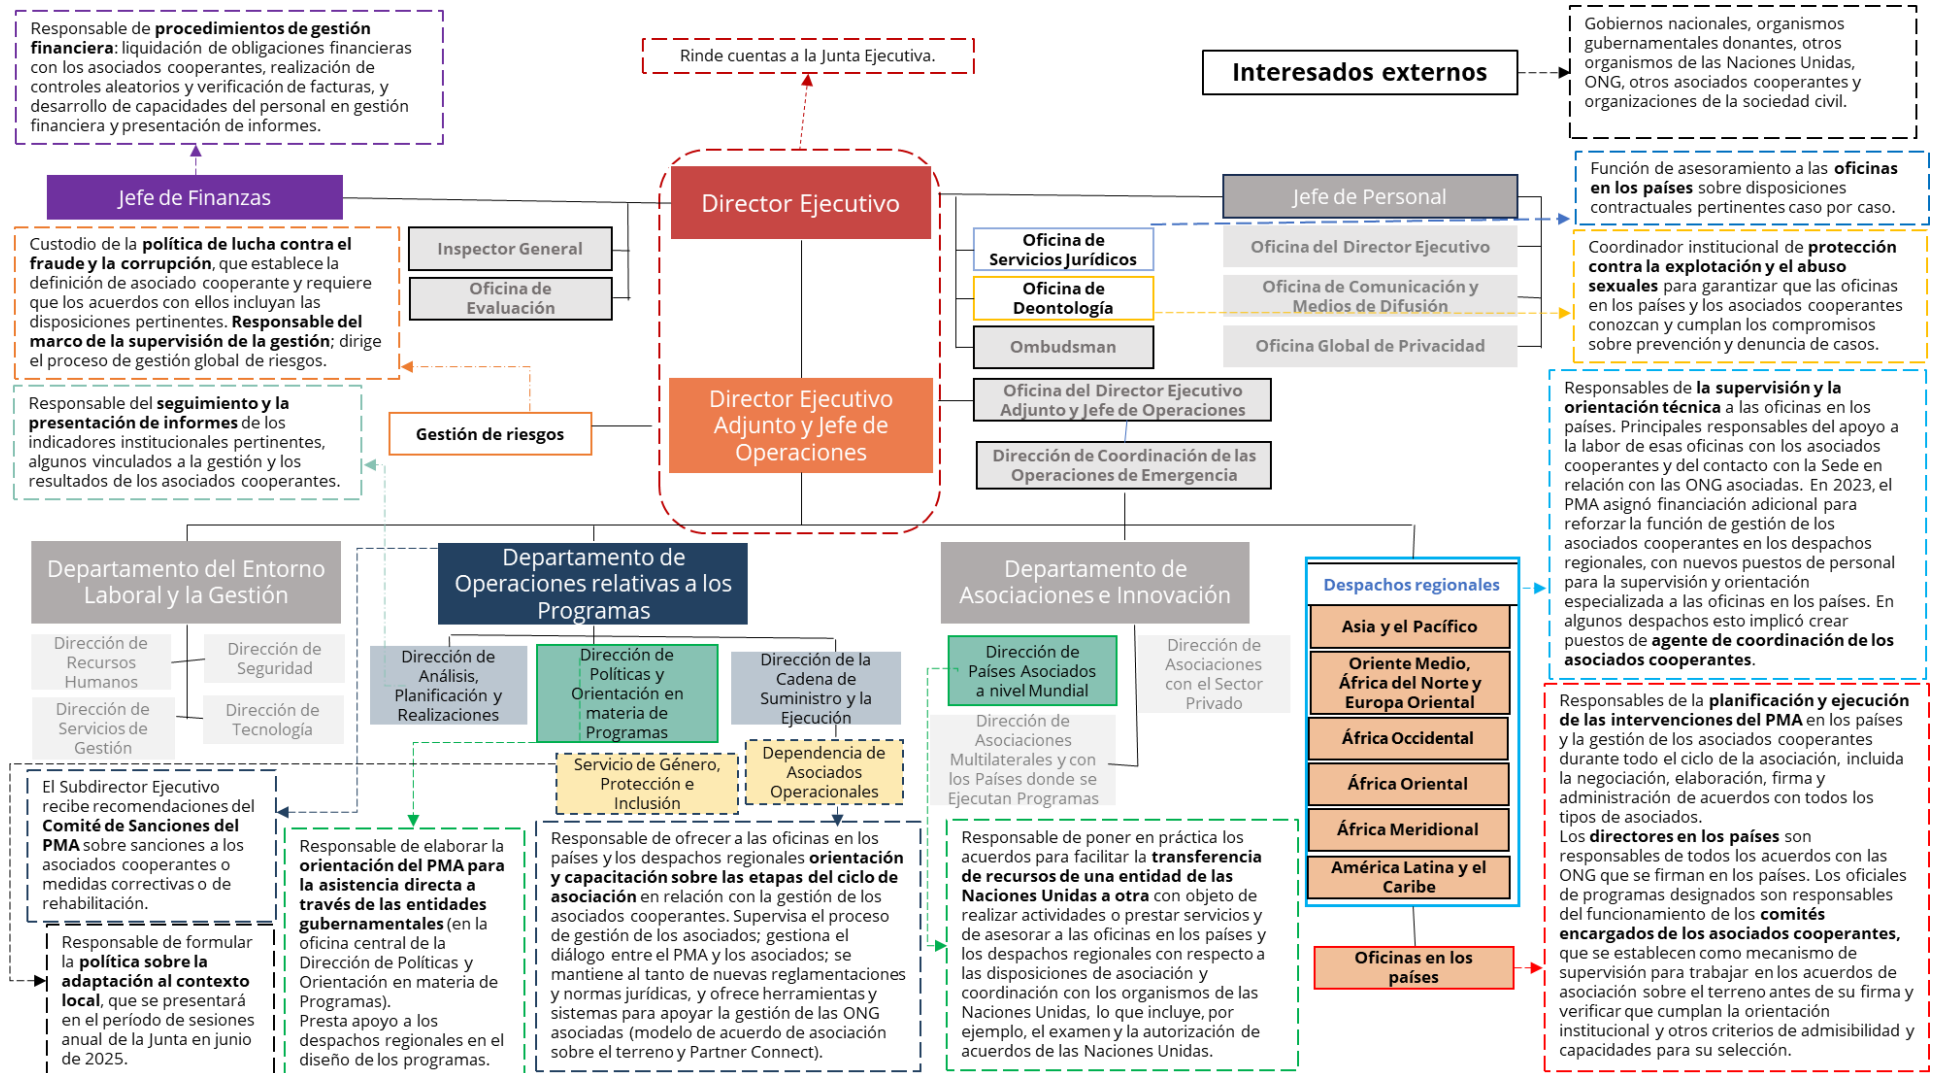 Responsable de procedimientos de gestión
financiera: liquidación de obligaciones financieras
con los asociados cooperantes, realización de
controles aleatorios y verificación de facturas, y
desarrollo de capacidades del personal en gestión
financiera y presentación de informes.
Rinde cuentas a la Junta Ejecutiva.
Interesados externos
Gobiernos nacionales, organismos
gubernamentales donantes, otros
organismos de las Naciones Unidas,
ONG, otros asociados cooperantes y
organizaciones de la sociedad civil.
Jefe de Finanzas
Director Ejecutivo
Jefe de Personal
Función de asesoramiento a las oficinas
en los países sobre disposiciones
contractuales pertinentes caso por caso.
Custodio de la política de lucha contra el
fraude y la corrupción, que establece la
definición de asociado cooperante y requiere
que los acuerdos con ellos incluyan las
disposiciones pertinentes. Responsable del
marco de la supervisión de la gestión; dirige
el proceso de gestión global de riesgos.
Inspector General
Oficina de
Evaluación
Oficina de
Servicios Jurídicos
Oficina de
Deontología
Ombudsman
Oficina del Director Ejecutivo
Oficina de Comunicación y
Medios de Difusión
Oficina Global de Privacidad
Coordinador institucional de protección
contra la explotación y el abuso
sexuales para garantizar que las oficinas
en los países y los asociados cooperantes
conozcan y cumplan los compromisos
sobre prevención y denuncia de casos.
Responsable del seguimiento y la
presentación de informes de los
indicadores institucionales pertinentes,
algunos vinculados a la gestión y los
resultados de los asociados cooperantes.
Gestión de riesgos
Director Ejecutivo
Adjunto y Jefe de
Operaciones
Oficina del Director Ejecutivo
Adjunto y Jefe de Operaciones
Dirección de Coordinación de las
Operaciones de Emergencia
Responsables de la supervisión y la
orientación técnica a las oficinas en los
países. Principales responsables del apoyo a
la labor de esas oficinas con los asociados
cooperantes y del contacto con la Sede en
relación con las ONG asociadas. En 2023, el
PMA asignó financiación adicional para
reforzar la función de gestión de los
asociados cooperantes en los despachos
regionales, con nuevos puestos de personal
para la supervisión y orientación
especializada a las oficinas en los países. En
algunos despachos esto implicó crear
puestos de agente de coordinación de los
asociados cooperantes.
Departamento del Entorno
Laboral y la Gestión
Departamento de
Operaciones relativas a los
Programas
Departamento de
Asociaciones e Innovación
Despachos regionales
Asia y el Pacífico
Oriente Medio,
África del Norte y
Europa Oriental
África Occidental
África Oriental
África Meridional
América Latina y el
Caribe
Dirección de
Recursos
Humanos
Dirección de
Seguridad
Dirección de
Servicios de
Gestión
Dirección de
Tecnología
Dirección de
Análisis,
Planificación y
Realizaciones
Dirección de
Políticas y
Orientación en
materia de
Programas
Dirección de la
Cadena de
Suministro y la
Ejecución
Dirección de
Países Asociados
a nivel Mundial
Dirección de
Asociaciones
con el Sector
Privado
Dirección de
Asociaciones
Multilaterales y con
los Países donde se
Ejecutan Programas
Servicio de Género,
Protección e
Inclusión
Dependencia de
Asociados
Operacionales
El Subdirector Ejecutivo
recibe recomendaciones del
Comité de Sanciones del
PMA sobre sanciones a los
asociados cooperantes o
medidas correctivas o de
rehabilitación.
Responsable de formular
la política sobre la
adaptación al contexto
local, que se presentará
en el período de sesiones
anual de la Junta en junio
de 2025.
Responsable de elaborar la
orientación del PMA para
la asistencia directa a
través de las entidades
gubernamentales (en la
oficina central de la
Dirección de Políticas y
Orientación en materia de
Programas).
Presta apoyo a los
despachos regionales en el
diseño de los programas.
Responsable de ofrecer a las oficinas en los
países y los despachos regionales orientación
y capacitación sobre las etapas del ciclo de
asociación en relación con la gestión de los
asociados cooperantes. Supervisa el proceso
de gestión de los asociados; gestiona el
diálogo entre el PMA y los asociados; se
mantiene al tanto de nuevas reglamentaciones
y normas jurídicas, y ofrece herramientas y
sistemas para apoyar la gestión de las ONG
asociadas (modelo de acuerdo de asociación
sobre el terreno y Partner Connect).
Responsable de poner en práctica los
acuerdos para facilitar la transferencia
de recursos de una entidad de las
Naciones Unidas a otra con objeto de
realizar actividades o prestar servicios y
de asesorar a las oficinas en los países y
los despachos regionales con respecto a
las disposiciones de asociación y
coordinación con los organismos de las
Naciones Unidas, lo que incluye, por
ejemplo, el examen y la autorización de
acuerdos de las Naciones Unidas.
Oficinas en los
países
Responsables de la planificación y ejecución
de las intervenciones del PMA en los países
y la gestión de los asociados cooperantes
durante todo el ciclo de la asociación, incluida
la negociación, elaboración, firma y
administración de acuerdos con todos los
tipos de asociados.
Los directores en los países son
responsables de todos los acuerdos con las
ONG que se firman en los países. Los oficiales
de programas designados son responsables
del funcionamiento de los comités
encargados de los asociados cooperantes,
que se establecen como mecanismo de
supervisión para trabajar en los acuerdos de
asociación sobre el terreno antes de su firma y
verificar que cumplan la orientación
institucional y otros criterios de admisibilidad y
capacidades para su selección.